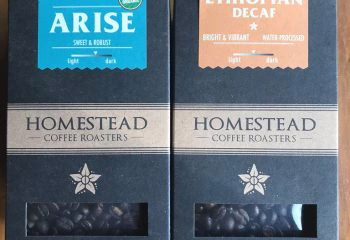 ARISE
SWEET & ROBUST
light dark
HOMESTEAD
COFFEE ROASTERS
ETHIOPIAN
DECAF
BRIGHT & VIBRANT WATER-PROCESSED
light dark
HOMESTEAD
COFFEE ROASTERS